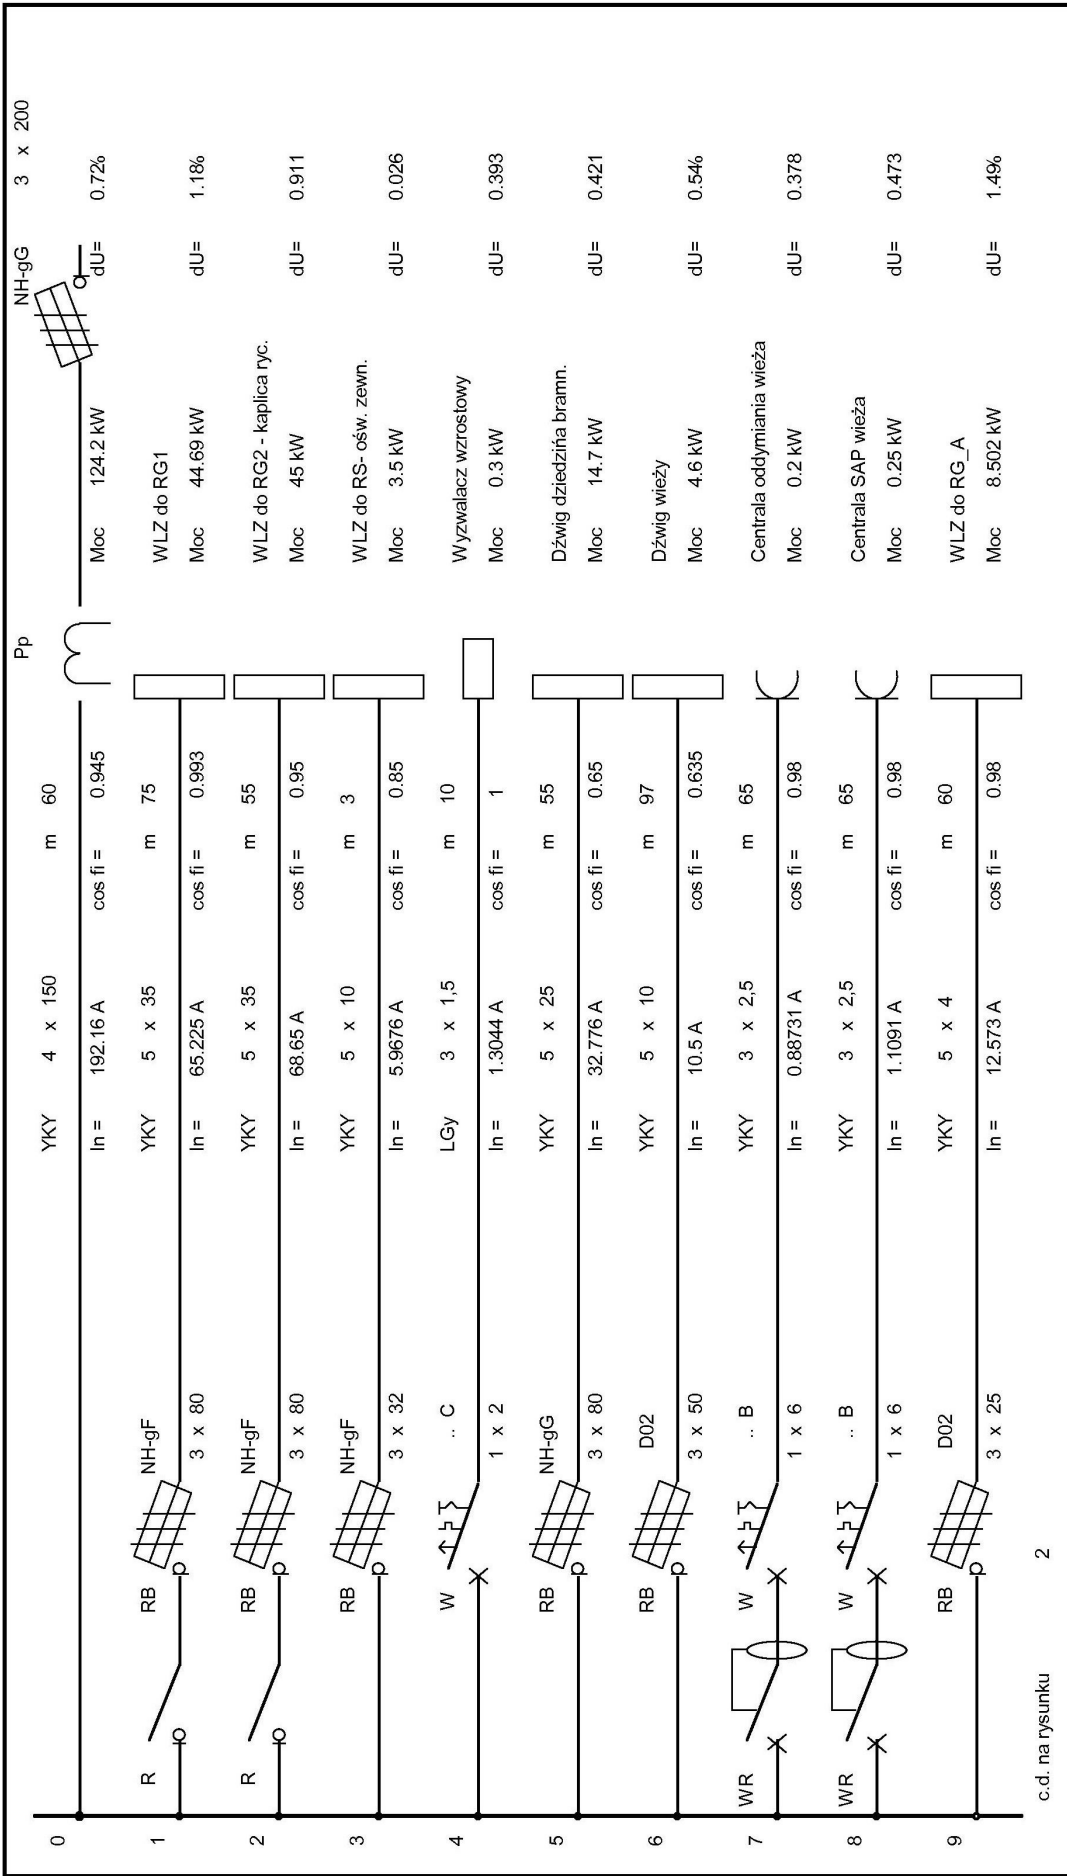 NH-gG 3 x 200
0 YKY 4 x 150 m 60 Pp
In = 192.16 A cos fi = 0.945 Moc 124.2 kW dU= 0.72%
1 R RB NH-gF YKY 5 x 35 m 75 WLZ do RG1
3 x 80 In = 65.225 A cos fi = 0.993 Moc 44.69 kW dU= 1.18%
2 R RB NH-gF YKY 5 x 35 m 55 WLZ do RG2 - kaplica ryc.
3 x 80 In = 68.65 A cos fi = 0.95 Moc 45 kW dU= 0.911
3 RB NH-gF YKY 5 x 10 m 3 WLZ do RS- ośw. zewn.
3 x 32 In = 5.9676 A cos fi = 0.85 Moc 3.5 kW dU= 0.026
4 W .. C LGy 3 x 1,5 m 10 Wyzwalacz wzrostowy
1 x 2 In = 1.3044 A cos fi = 1 Moc 0.3 kW dU= 0.393
5 RB NH-gG YKY 5 x 25 m 55 Dźwig dziedzińa bramn.
3 x 80 In = 32.776 A cos fi = 0.65 Moc 14.7 kW dU= 0.421
6 RB D02 YKY 5 x 10 m 97 Dźwig wieży
3 x 50 In = 10.5 A cos fi = 0.635 Moc 4.6 kW dU= 0.54%
7 WR W .. B YKY 3 x 2,5 m 65 Centrala oddymiania wieża
1 x 6 In = 0.88731 A cos fi = 0.98 Moc 0.2 kW dU= 0.378
8 WR W .. B YKY 3 x 2,5 m 65 Centrala SAP wieża
1 x 6 In = 1.1091 A cos fi = 0.98 Moc 0.25 kW dU= 0.473
9 RB D02 YKY 5 x 4 m 60 WLZ do RG_A
3 x 25 In = 12.573 A cos fi = 0.98 Moc 8.502 kW dU= 1.49%
c.d. na rysunku 2